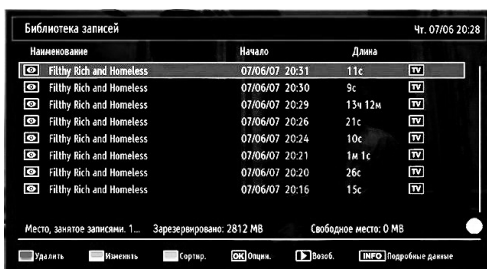 Библиотека записей Чт. 07/06 20:28
Наименование Начало Длина
Filthy Rich and Homeless 07/06/07 20:31 11с TV
Filthy Rich and Homeless 07/06/07 20:30 9с TV
Filthy Rich and Homeless 07/06/07 20:29 13ч 12м TV
Filthy Rich and Homeless 07/06/07 20:26 21с TV
Filthy Rich and Homeless 07/06/07 20:24 10с TV
Filthy Rich and Homeless 07/06/07 20:21 1м 1с TV
Filthy Rich and Homeless 07/06/07 20:20 26с TV
Filthy Rich and Homeless 07/06/07 20:16 15с TV
Место, занятое записями. 1... Зарезервировано: 2812 MB Свободное место: 0 MB
Удалить Изменить Сортир. OK Опции. Возоб. INFO Подробные данные